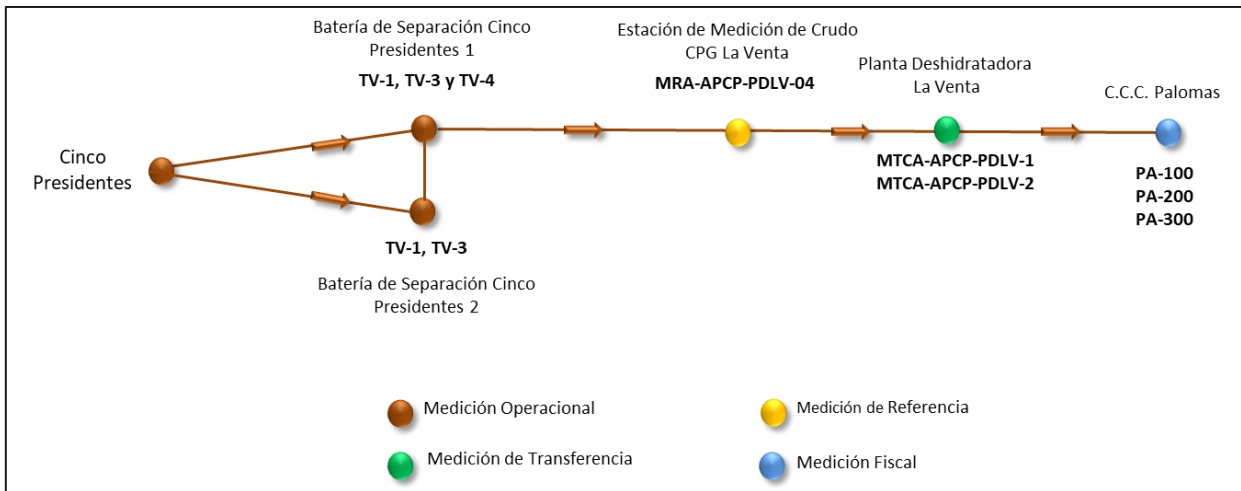 Batería de Separación Cinco
Presidentes 1
TV-1, TV-3 y TV-4
Estación de Medición de Crudo
CPG La Venta
MRA-APCP-PDLV-04
Planta Deshidratadora
La Venta
C.C.C. Palomas
Cinco
Presidentes
MTCA-APCP-PDLV-1
MTCA-APCP-PDLV-2
PA-100
PA-200
PA-300
TV-1, TV-3
Batería de Separación Cinco
Presidentes 2
Medición Operacional
Medición de Referencia
Medición de Transferencia
Medición Fiscal